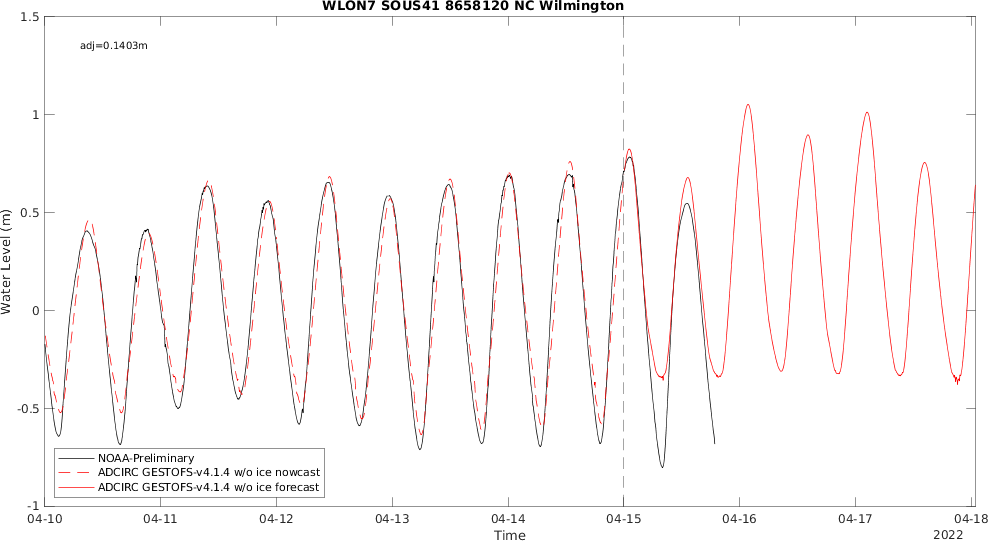 WLON7 SOUS41 8658120 NC Wilmington
1.5
adj=0.1403m
1
0.5
0
-0.5
-1
Water Level (m)
NOAA-Preliminary
ADCIRC GESTOFS-v4.1.4 w/o ice nowcast
ADCIRC GESTOFS-v4.1.4 w/o ice forecast
04-10 04-11 04-12 04-13 04-14 04-15 04-16 04-17 04-18
Time
2022